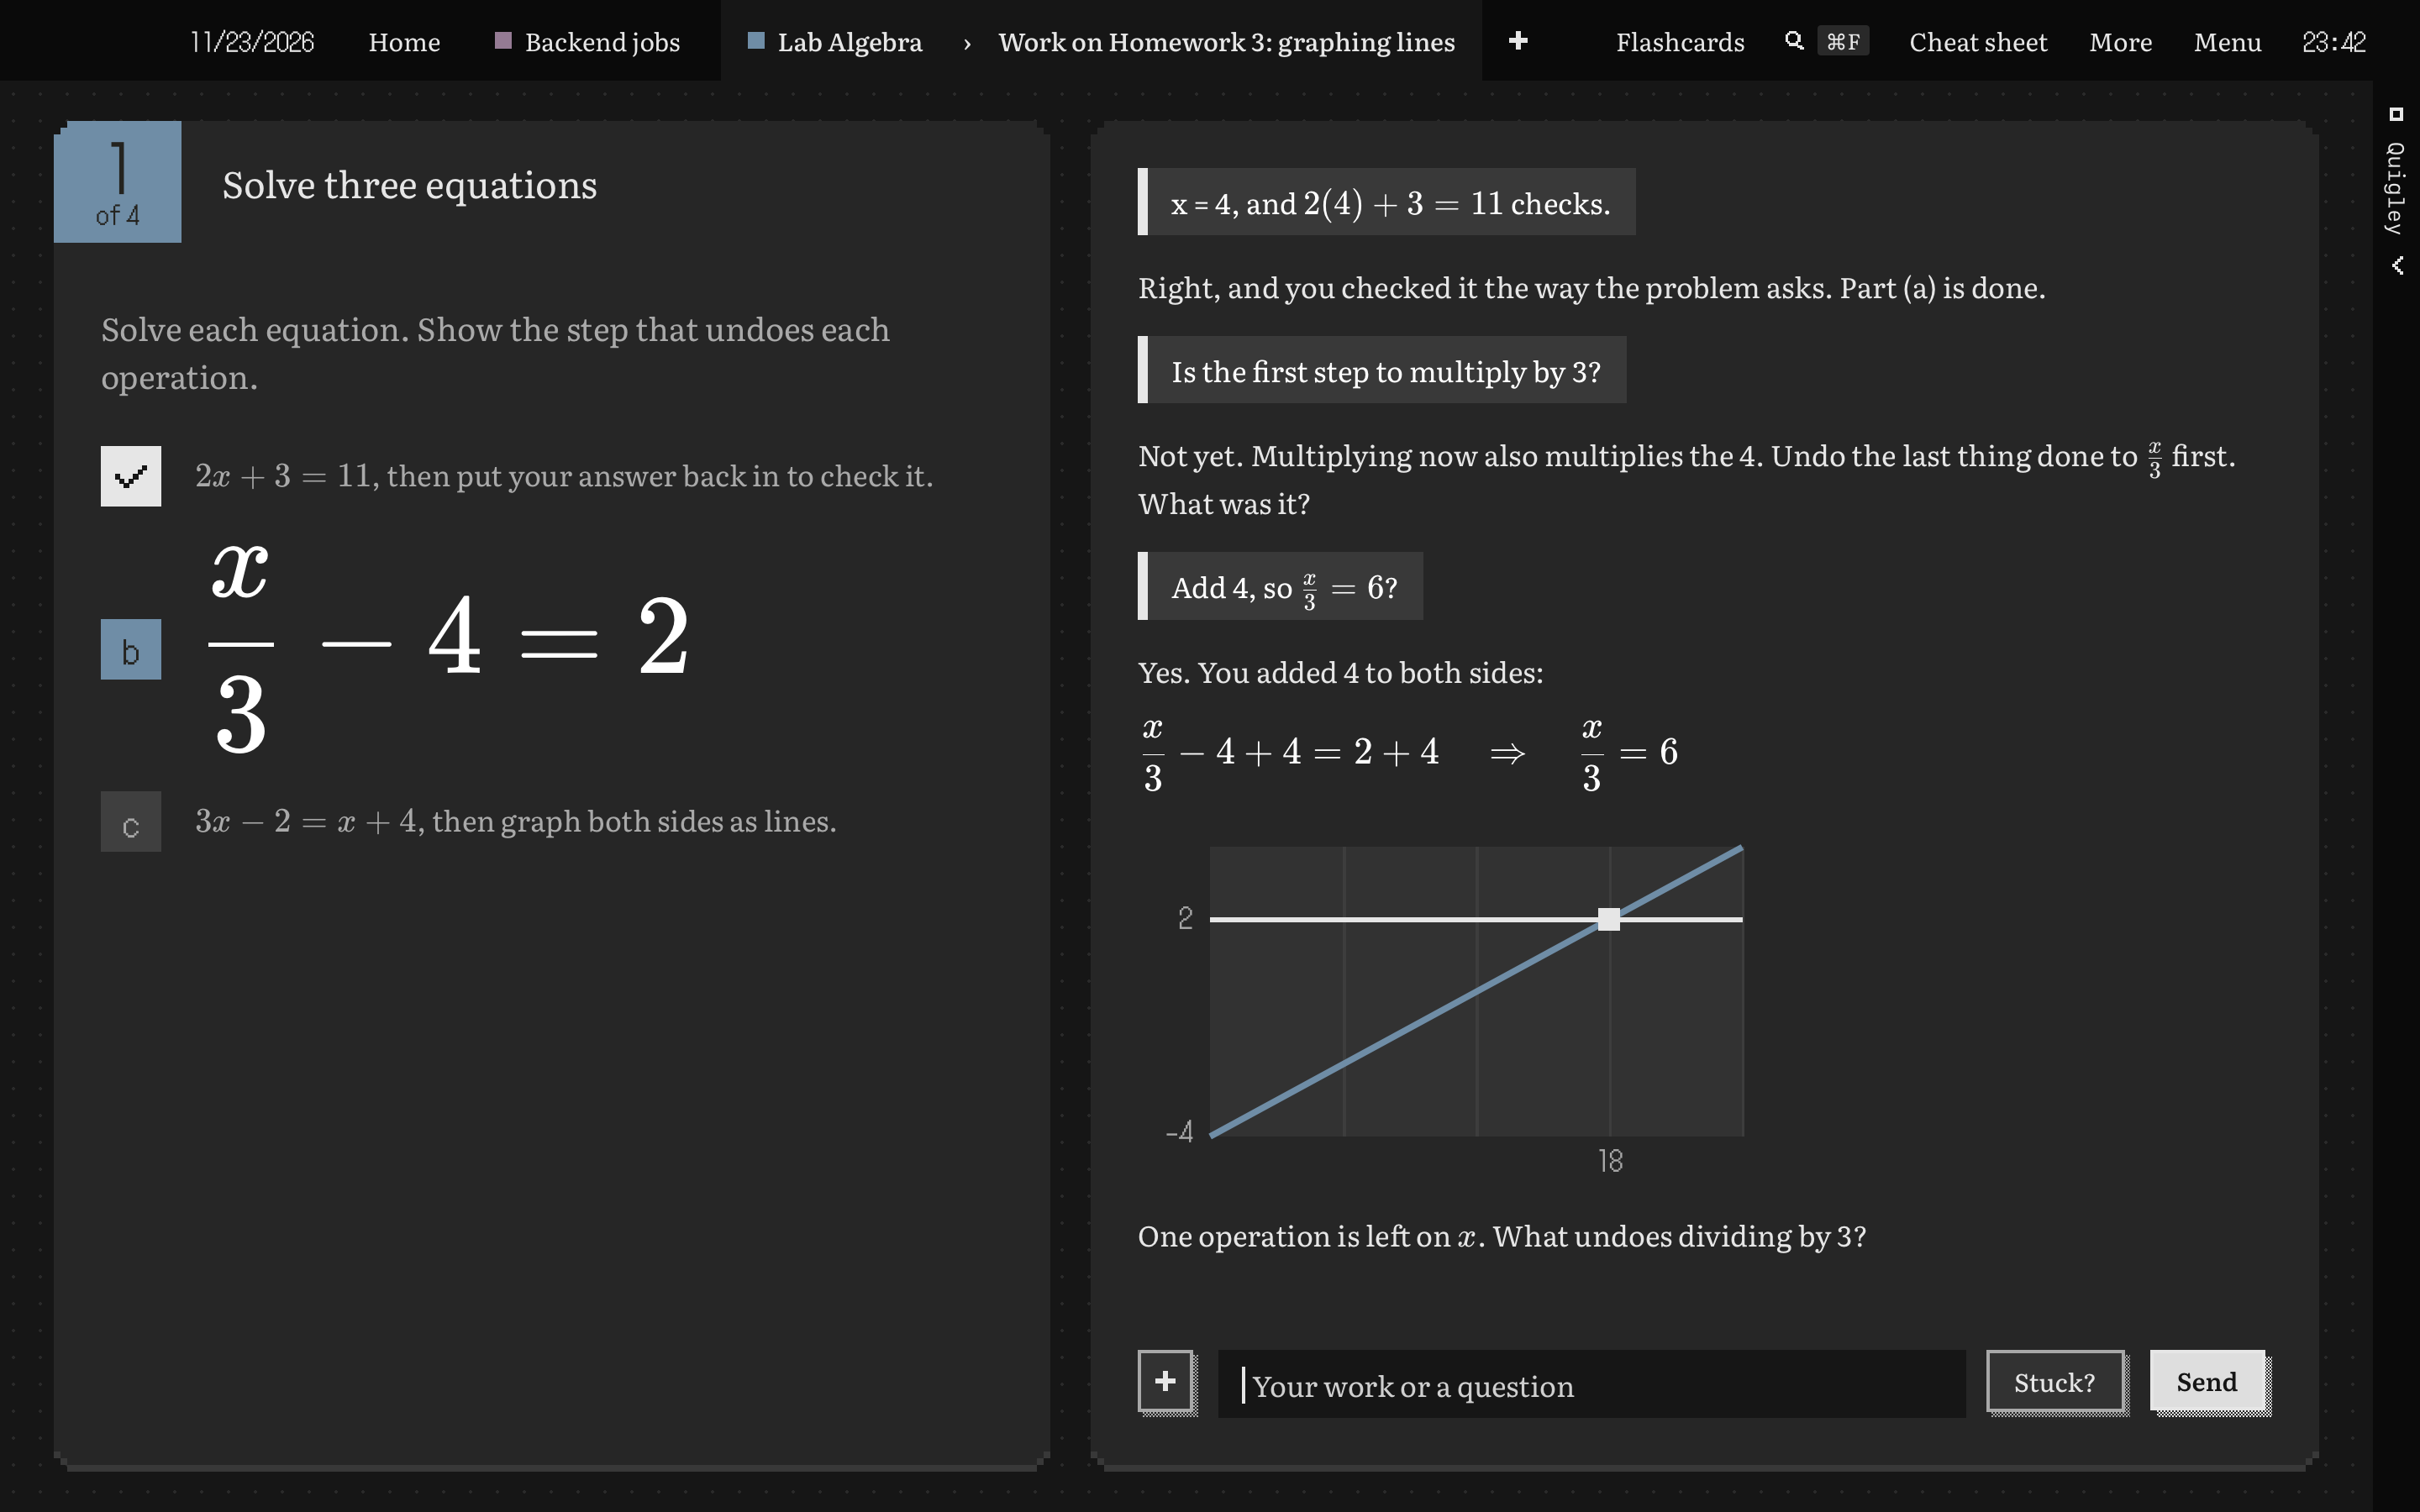 11/23/2026 Home Backend jobs Lab Algebra › Work on Homework 3: graphing lines + Flashcards ⌘F Cheat sheet More Menu 23:42
Quigley
1
of 4
Solve three equations
Solve each equation. Show the step that undoes each
operation.
2x + 3 = 11, then put your answer back in to check it.
b x/3 − 4 = 2
c 3x − 2 = x + 4, then graph both sides as lines.
x = 4, and 2(4) + 3 = 11 checks.
Right, and you checked it the way the problem asks. Part (a) is done.
Is the first step to multiply by 3?
Not yet. Multiplying now also multiplies the 4. Undo the last thing done to x/3 first.
What was it?
Add 4, so x/3 = 6?
Yes. You added 4 to both sides:
x/3 − 4 + 4 = 2 + 4 ⇒ x/3 = 6
2
-4
18
One operation is left on x. What undoes dividing by 3?
+ Your work or a question Stuck? Send